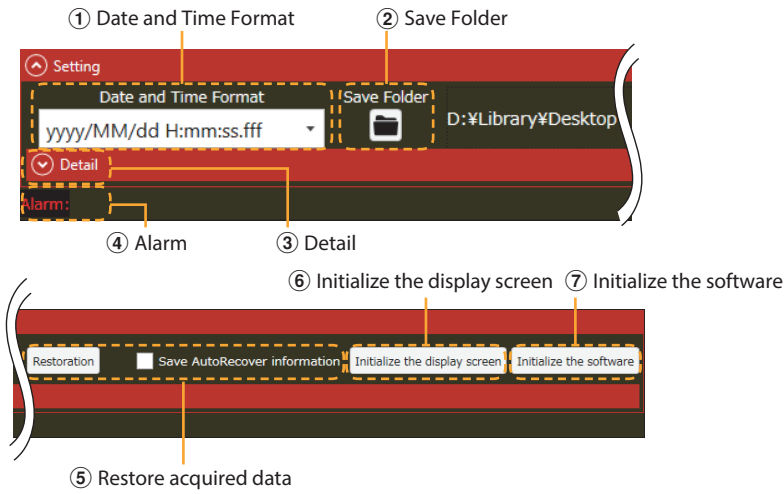 ① Date and Time Format ② Save Folder
Setting
Date and Time Format Save Folder
yyyy/MM/dd H:mm:ss.fff D:¥Library¥Desktop
Detail
Alarm:
④ Alarm ③ Detail
⑥ Initialize the display screen ⑦ Initialize the software
Restoration Save AutoRecover information Initialize the display screen Initialize the software
⑤ Restore acquired data